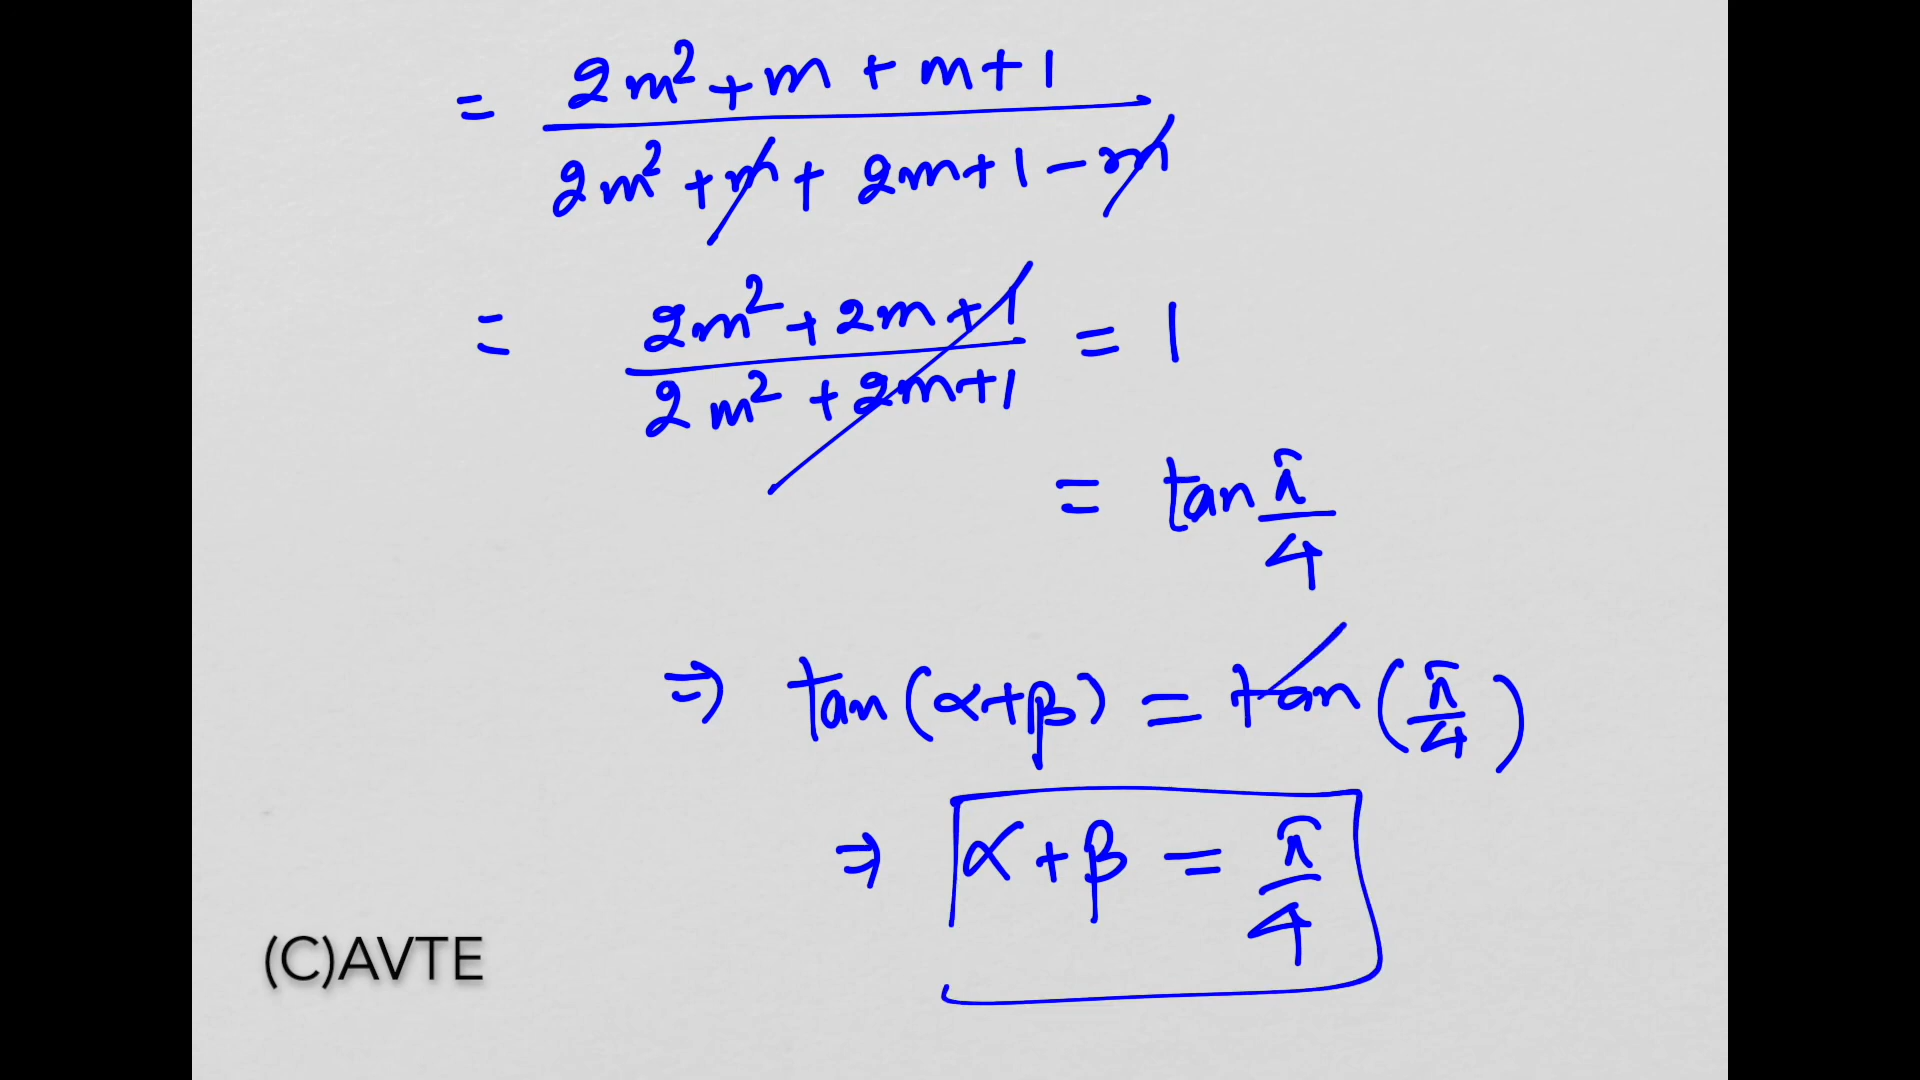 = (2m² + m + m + 1) / (2m² + m + 2m + 1 - m)
= (2m² + 2m + 1) / (2m² + 2m + 1) = 1
= tan π/4
⇒ tan(α+β) = tan(π/4)
⇒ α + β = π/4
(C)AVTE